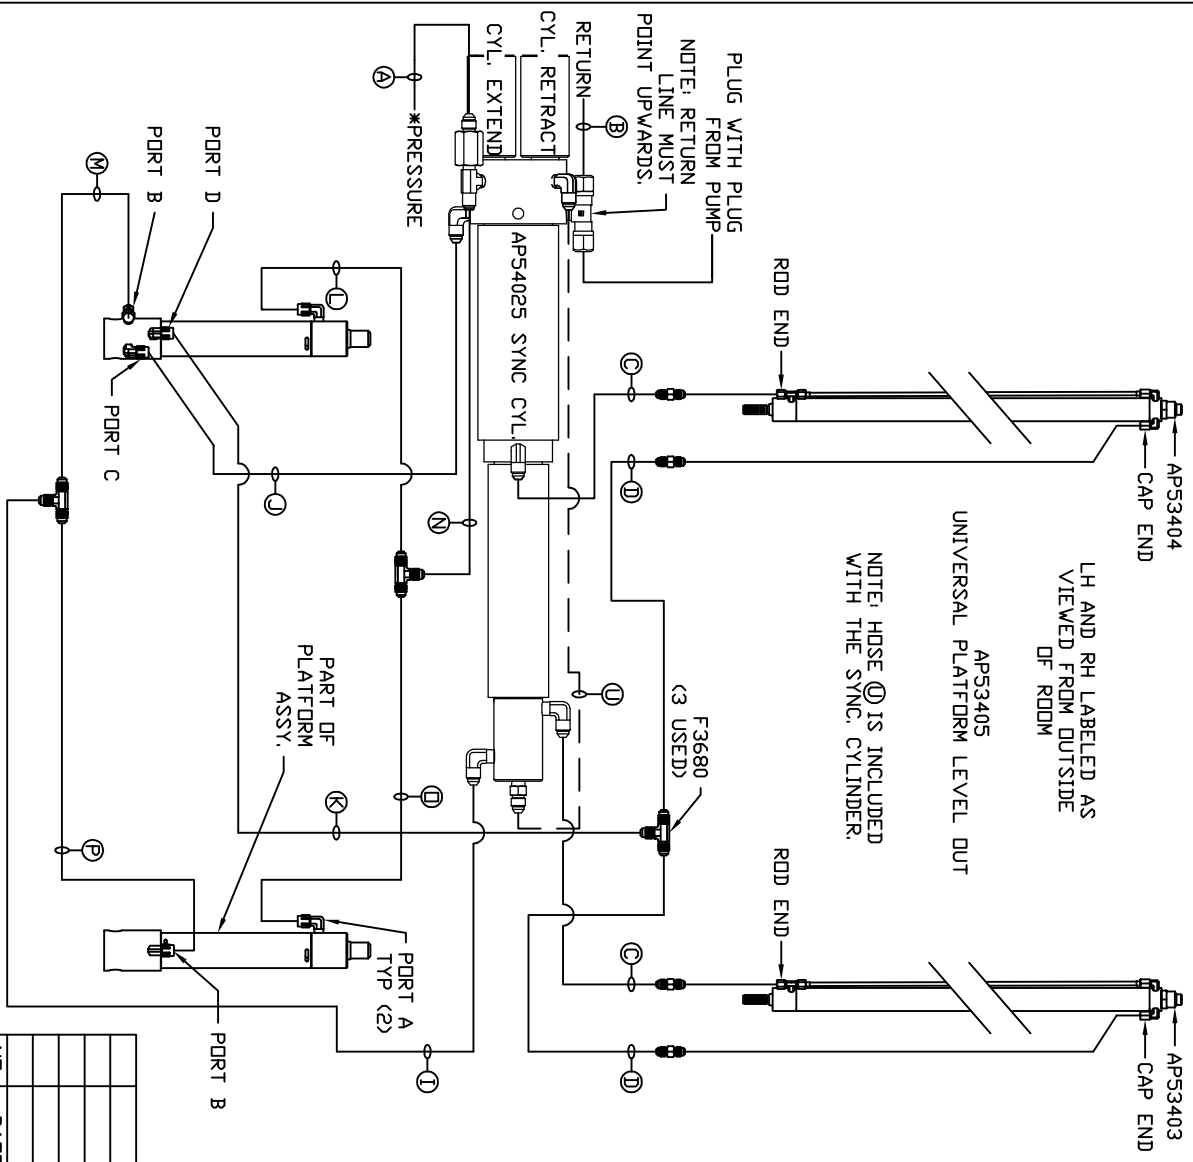 LH AND RH LABELED AS
VIEWED FROM OUTSIDE
OF ROOM
AP53405
UNIVERSAL PLATFORM LEVEL OUT
NOTE: HOSE U IS INCLUDED
WITH THE SYNC. CYLINDER.
AP53404
CAP END
ROD END
AP53403
CAP END
ROD END
PLUG WITH PLUG
FROM PUMP
NOTE: RETURN
LINE MUST
POINT UPWARDS.
RETURN
B
CYL. RETRACT
CYL. EXTEND
A
*PRESSURE
AP54025 SYNC CYL.
C
D
C
D
F3680
(3 USED)
U
N
L
J
O
K
PART OF
PLATFORM
ASSY.
PORT A
TYP (2)
I
PORT D
PORT B
M
PORT C
P
PORT B